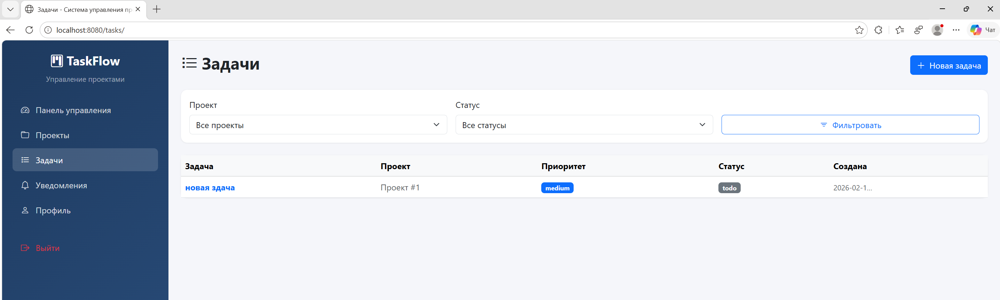 Задачи - Система управления пр
localhost:8080/tasks/
Чат
TaskFlow
Управление проектами
Панель управления
Проекты
Задачи
Уведомления
Профиль
Выйти
Задачи
Новая задача
Проект
Статус
Все проекты
Все статусы
Фильтровать
Задача Проект Приоритет Статус Создана
новая здача Проект #1 medium todo 2026-02-1...